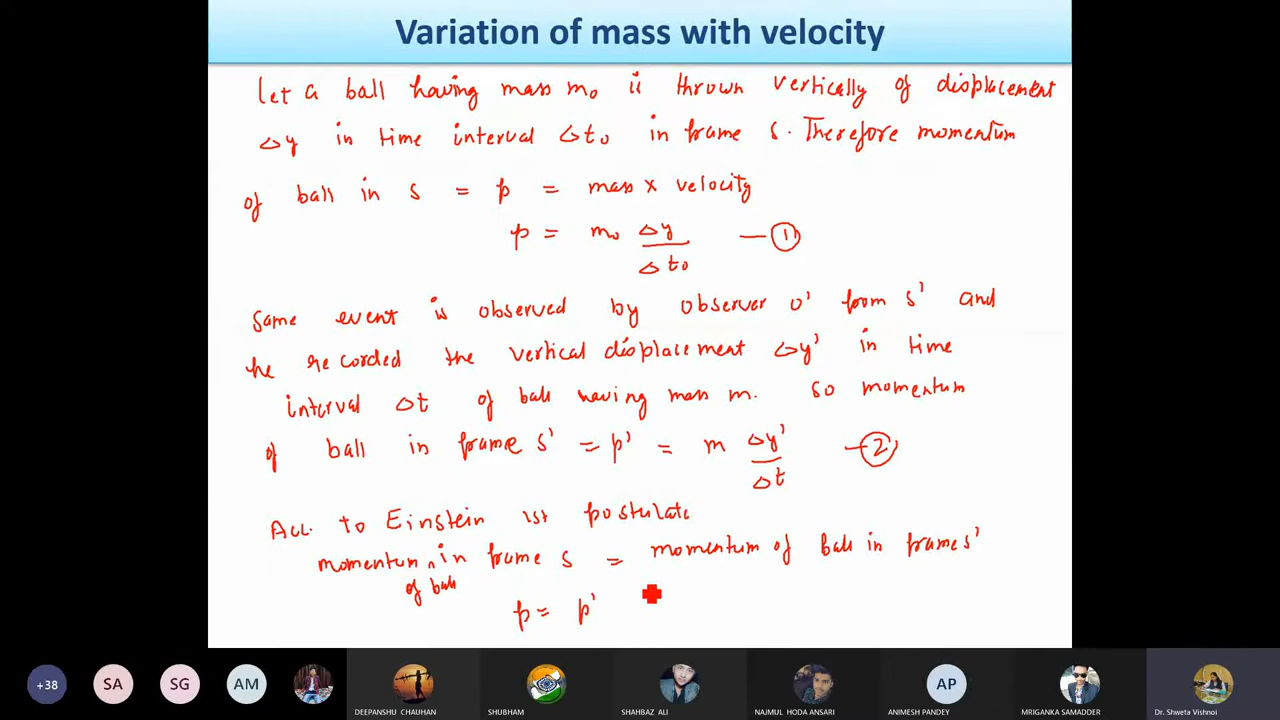 Variation of mass with velocity
Let a ball having mass m₀ is thrown vertically of displacement
Δy in time interval Δt₀ in frame s. Therefore momentum
of ball in s = p = mass x velocity
p = m₀ Δy/Δt₀ — ①
Same event is observed by observer o' from s' and
he recorded the vertical displacement Δy' in time
interval Δt of ball having mass m. So momentum
of ball in frame s' = p' = m Δy'/Δt — ②
Acc. to Einstein 1st postulate
momentum of ball in frame s = momentum of ball in frame s'
p = p'
+38
SA
SG
AM
DEEPANSHU CHAUHAN
SHUBHAM
SHAHBAZ ALI
NAJMUL HODA ANSARI
AP
ANIMESH PANDEY
MRIGANKA SAMADDER
Dr. Shweta Vishnoi